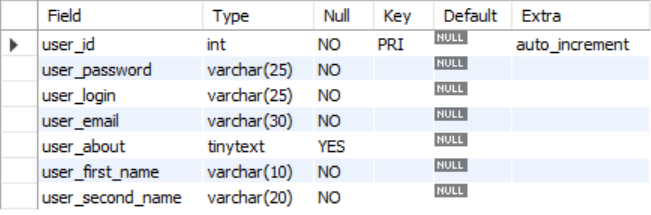 Field Type Null Key Default Extra
user_id int NO PRI NULL auto_increment
user_password varchar(25) NO NULL
user_login varchar(25) NO NULL
user_email varchar(30) NO NULL
user_about tinytext YES NULL
user_first_name varchar(10) NO NULL
user_second_name varchar(20) NO NULL